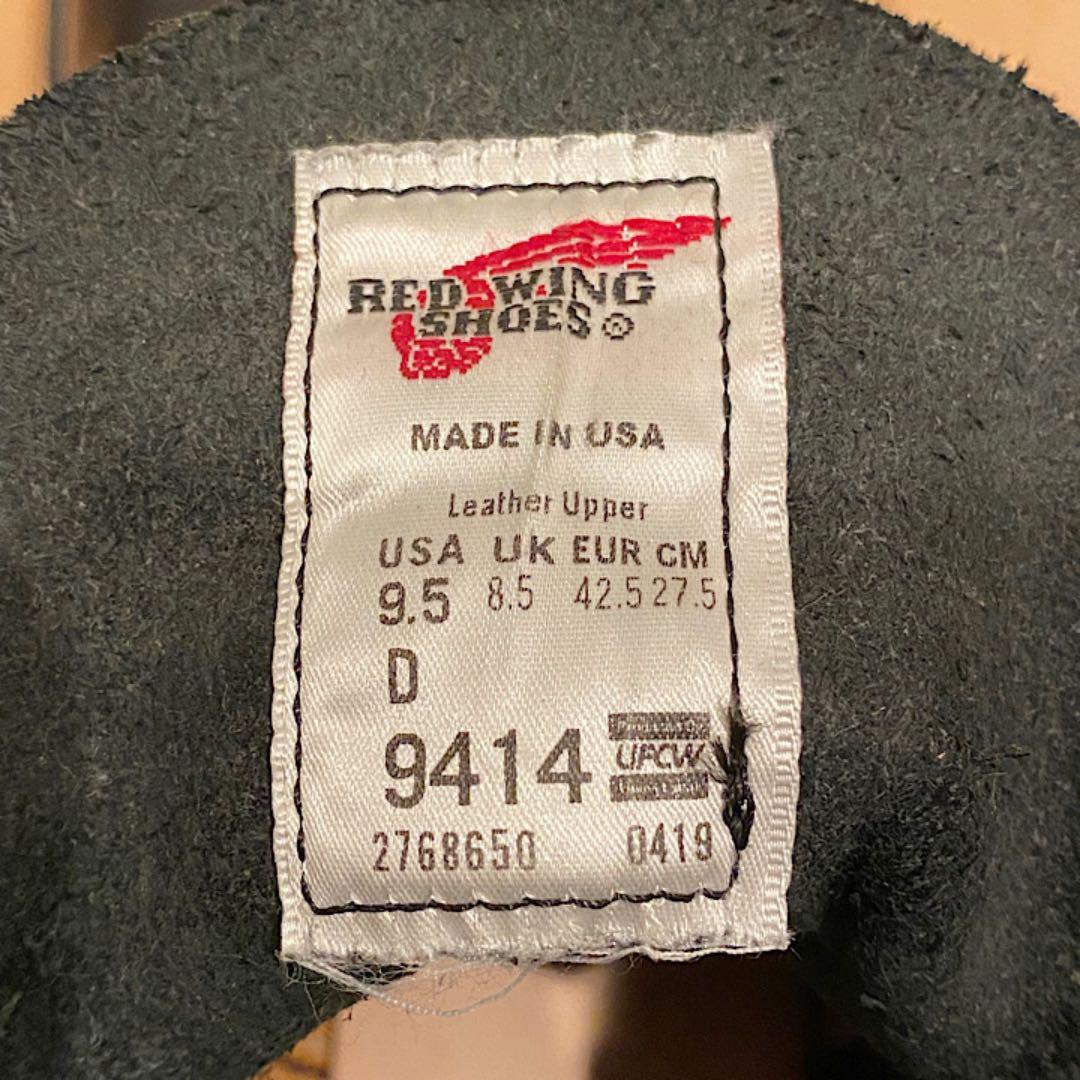 RED WING
SHOES®
MADE IN USA
Leather Upper
USA UK EUR CM
9.5 8.5 42.5 27.5
D
9414
UFCW
2768650 0419